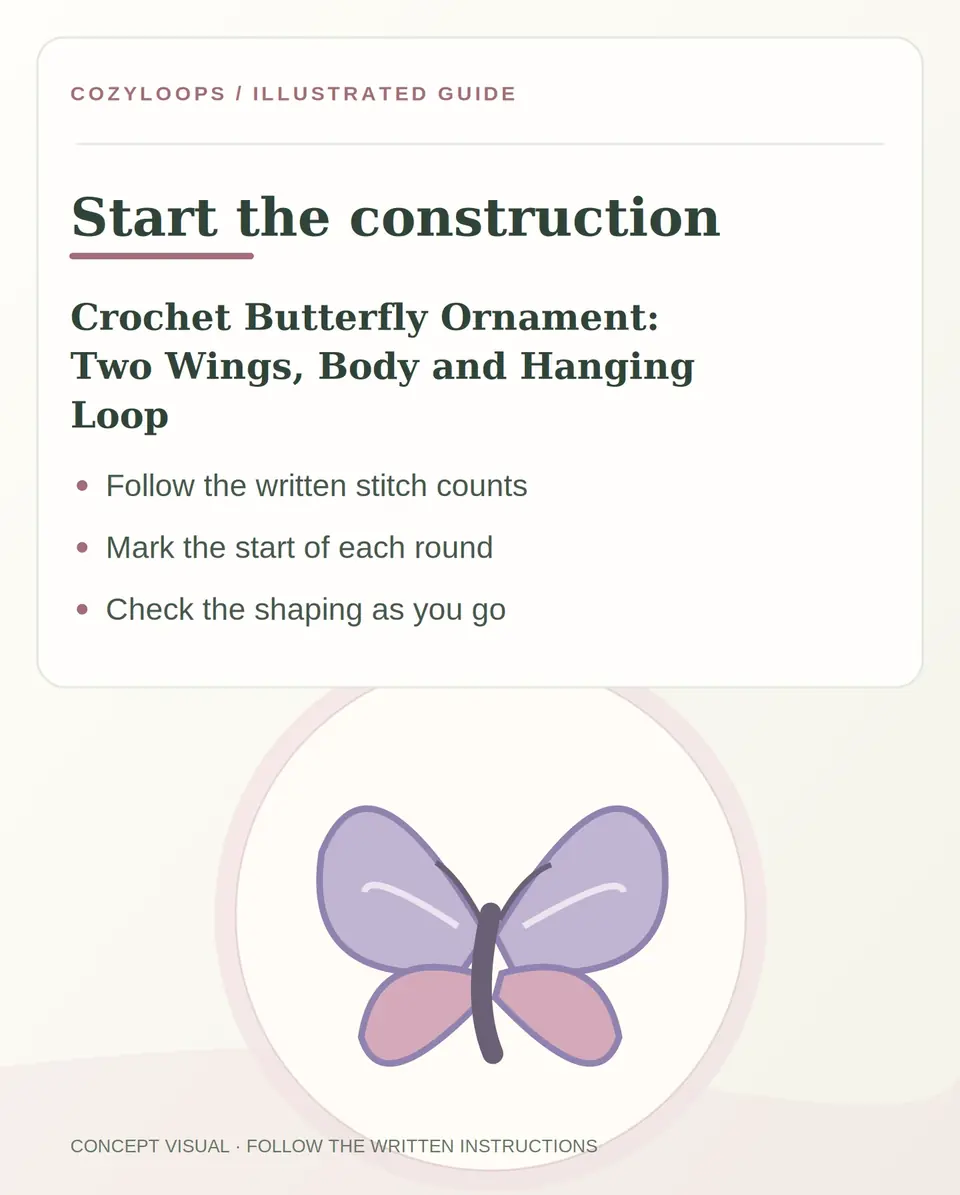 COZYLOOPS / ILLUSTRATED GUIDE
Start the construction
Crochet Butterfly Ornament:
Two Wings, Body and Hanging
Loop
• Follow the written stitch counts
• Mark the start of each round
• Check the shaping as you go
CONCEPT VISUAL · FOLLOW THE WRITTEN INSTRUCTIONS